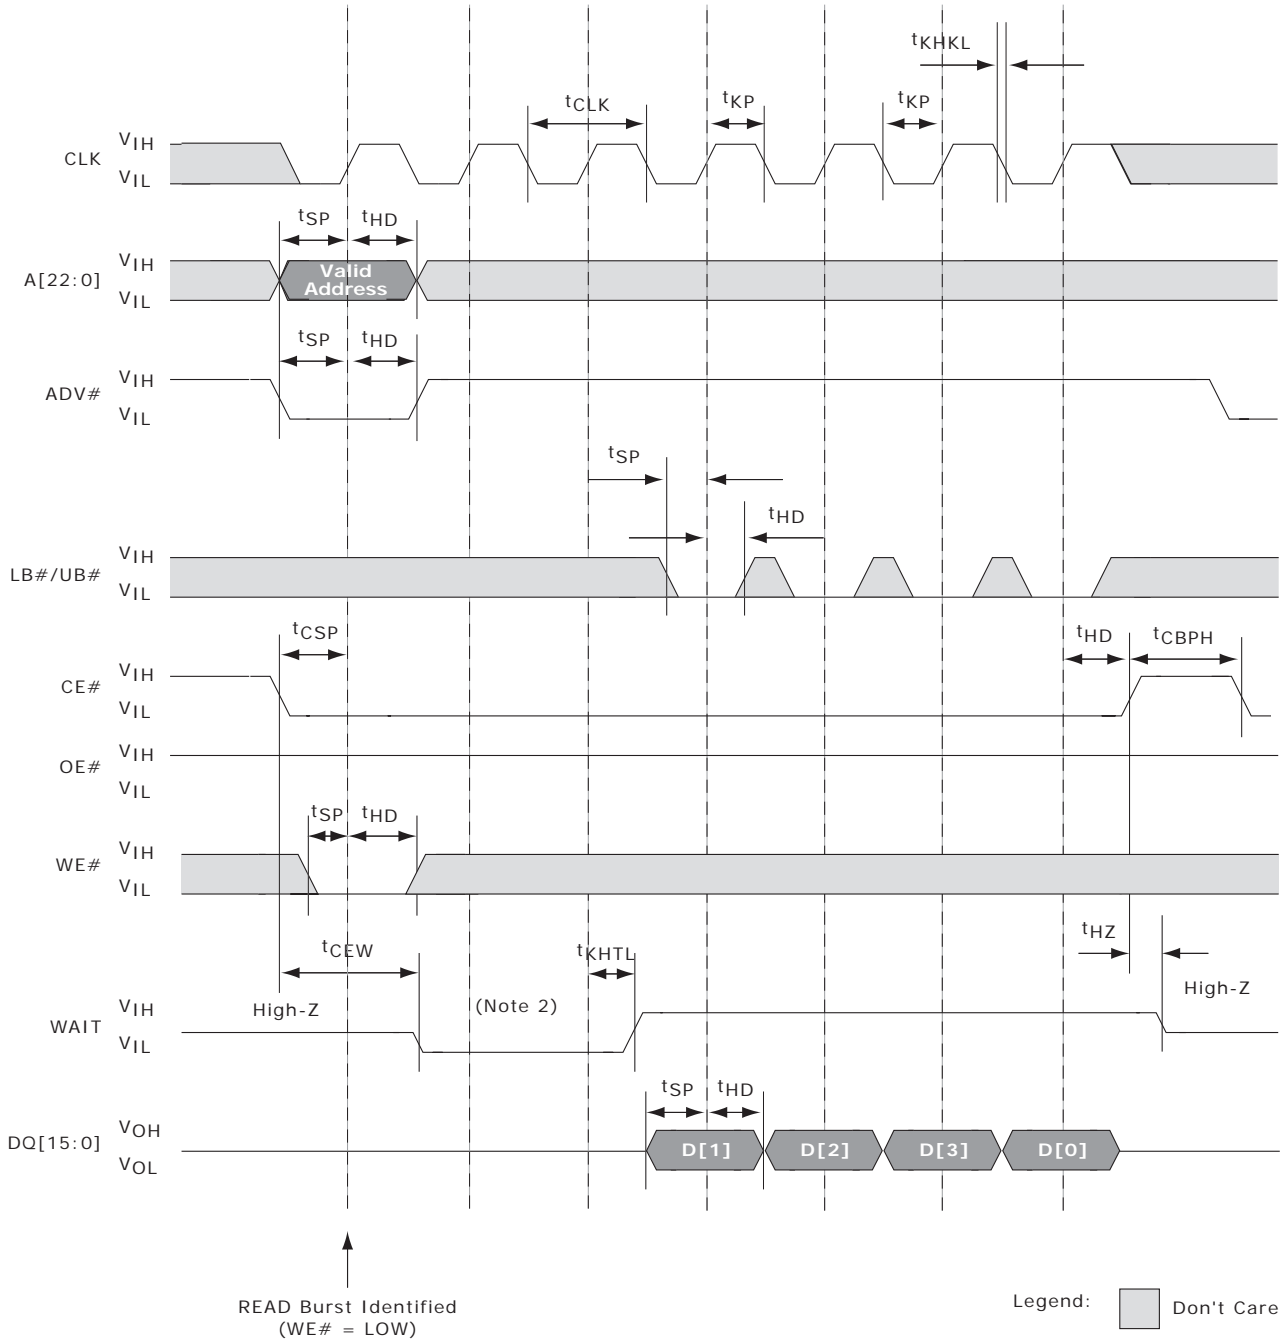 tKHKL
tCLK
tKP
tKP
CLK
VIH
VIL
tSP
tHD
A[22:0]
VIH
VIL
Valid
Address
tSP
tHD
ADV#
VIH
VIL
tSP
tHD
LB#/UB#
VIH
VIL
tCSP
tHD
tCBPH
CE#
VIH
VIL
OE#
VIH
VIL
tSP
tHD
WE#
VIH
VIL
tCEW
tKHTL
tHZ
WAIT
VIH
VIL
High-Z
(Note 2)
High-Z
tSP
tHD
DQ[15:0]
VOH
VOL
D[1]
D[2]
D[3]
D[0]
READ Burst Identified
(WE# = LOW)
Legend:
Don't Care